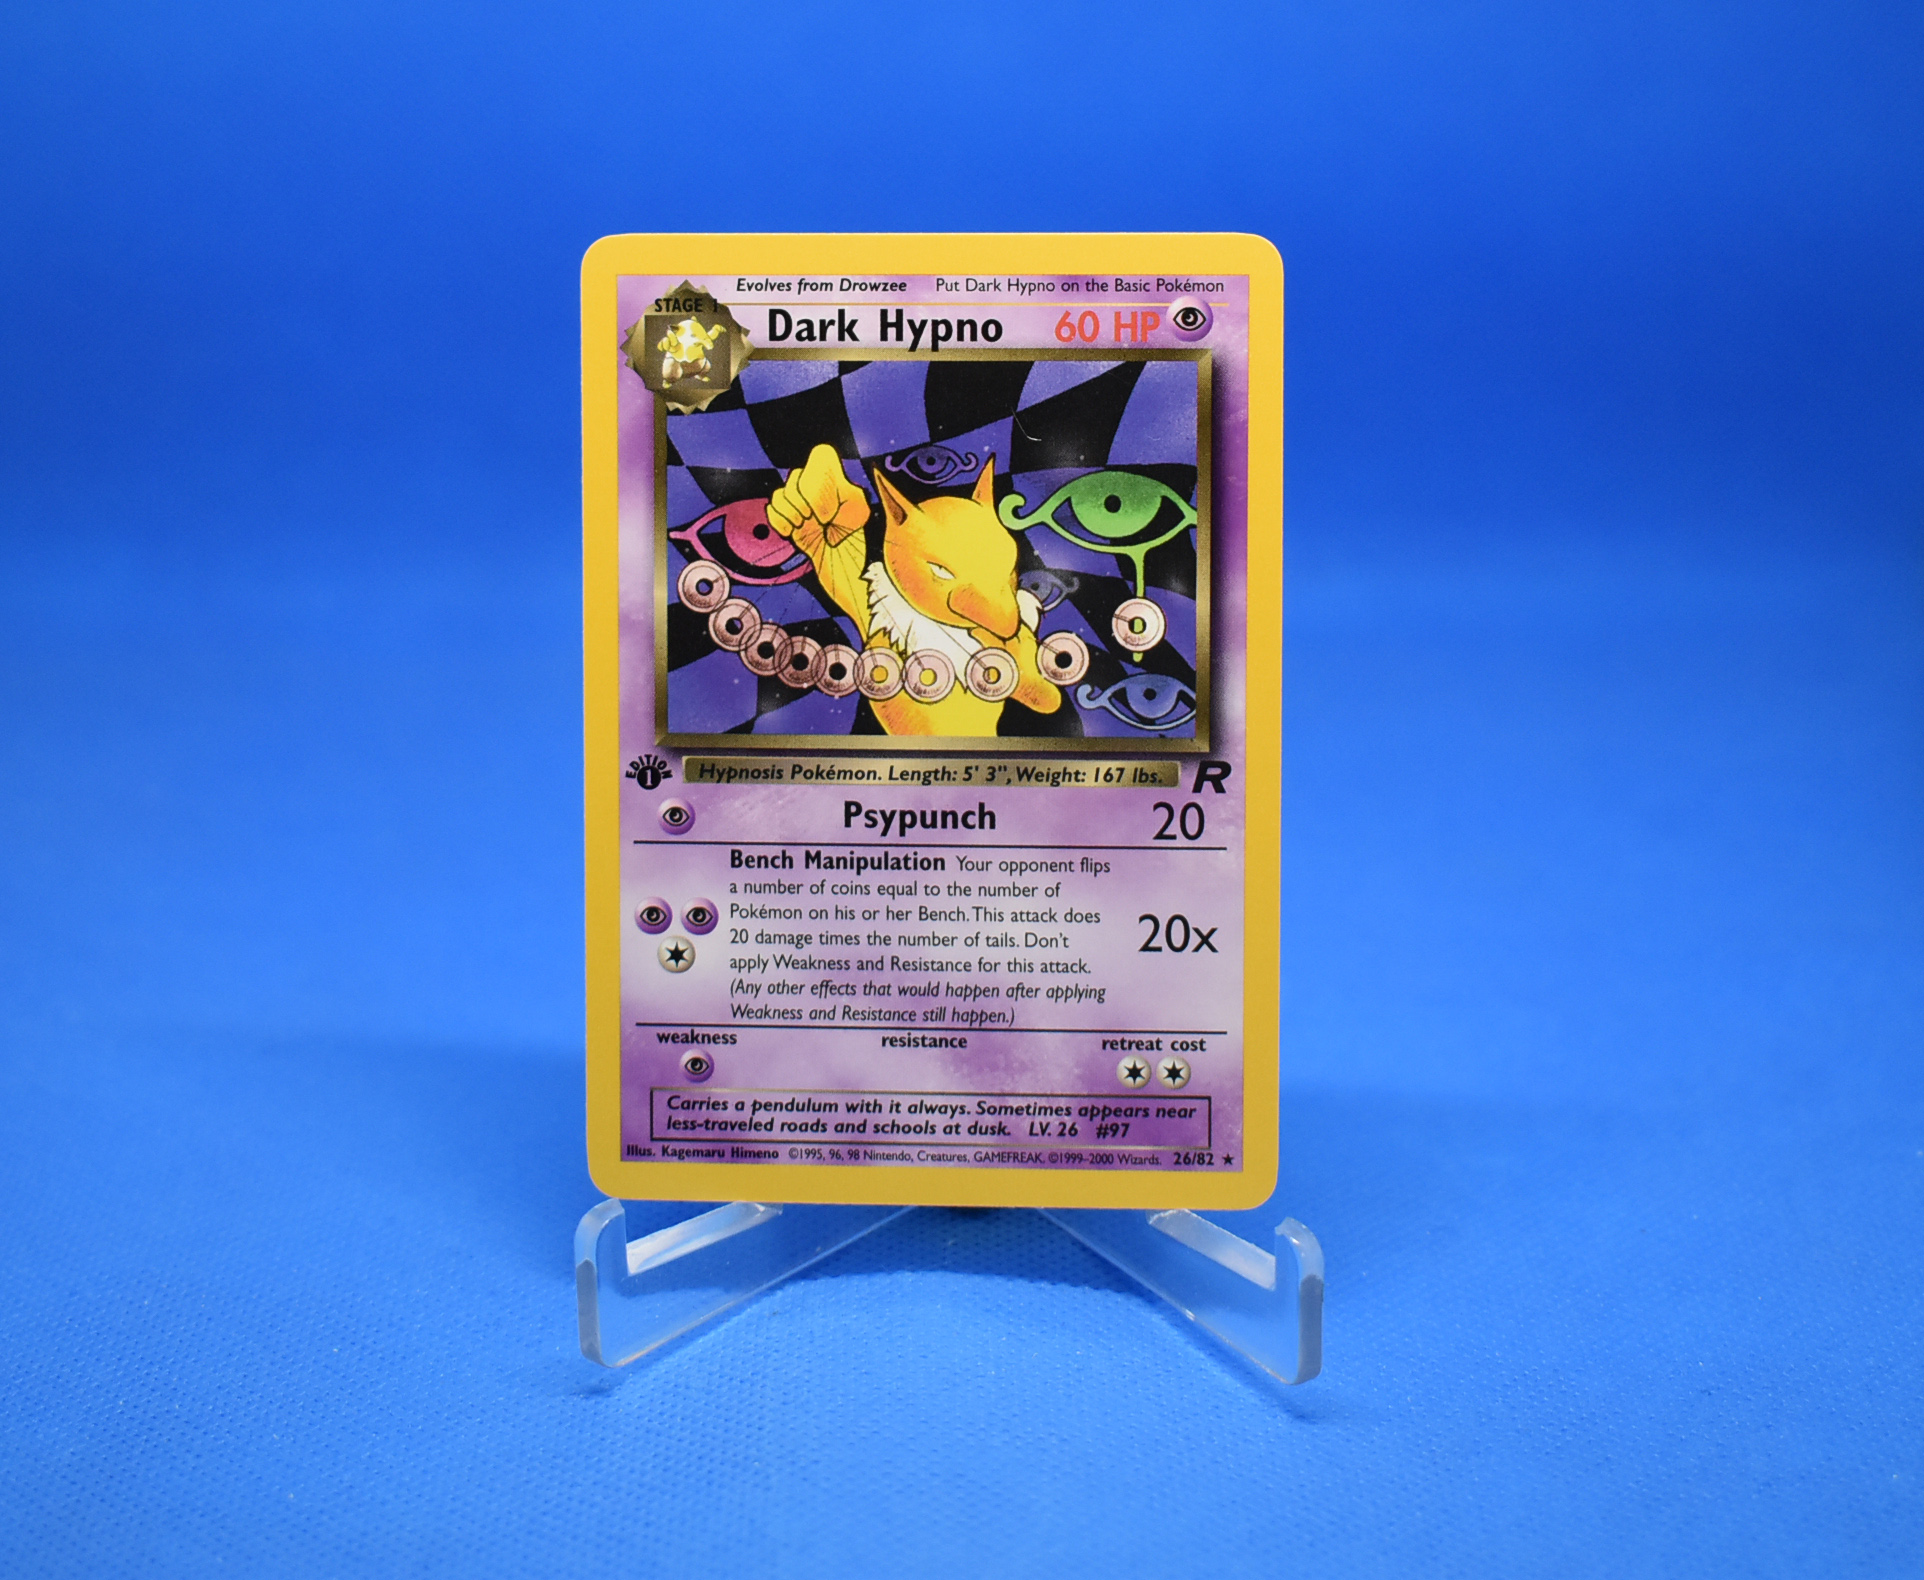 Evolves from Drowzee Put Dark Hypno on the Basic Pokémon
STAGE 1
Dark Hypno 60 HP
EDITION 1
Hypnosis Pokémon. Length: 5' 3", Weight: 167 lbs. R
Psypunch 20
Bench Manipulation Your opponent flips
a number of coins equal to the number of
Pokémon on his or her Bench. This attack does
20 damage times the number of tails. Don't
apply Weakness and Resistance for this attack.
(Any other effects that would happen after applying
Weakness and Resistance still happen.)
20x
weakness resistance retreat cost
Carries a pendulum with it always. Sometimes appears near
less-traveled roads and schools at dusk. LV. 26 #97
Illus. Kagemaru Himeno ©1995, 96, 98 Nintendo, Creatures, GAMEFREAK. ©1999-2000 Wizards. 26/82 ★